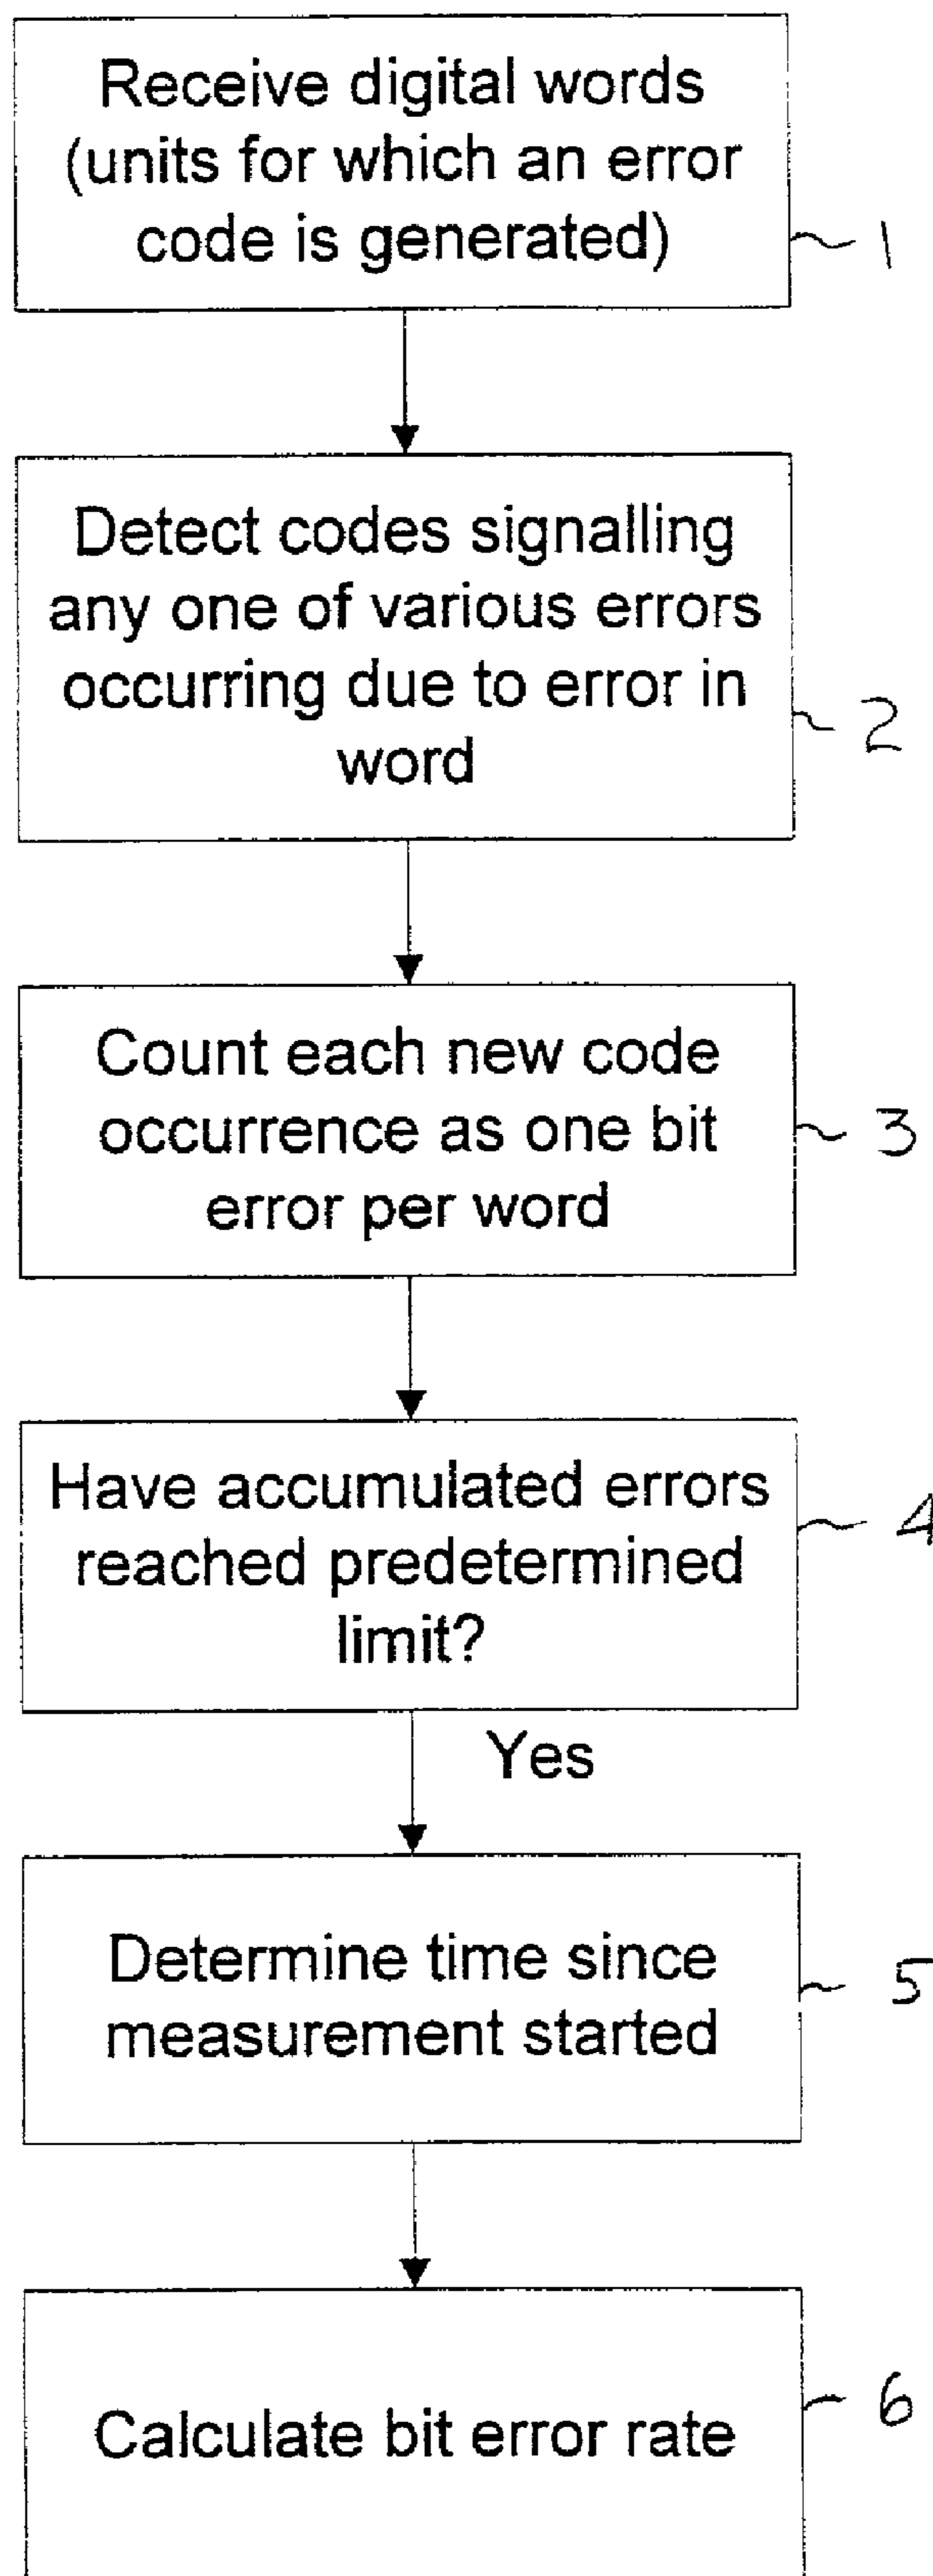 Receive digital words
(units for which an error
code is generated)
1
Detect codes signalling
any one of various errors
occurring due to error in
word
2
Count each new code
occurrence as one bit
error per word
3
Have accumulated errors
reached predetermined
limit?
4
Yes
Determine time since
measurement started
5
Calculate bit error rate
6